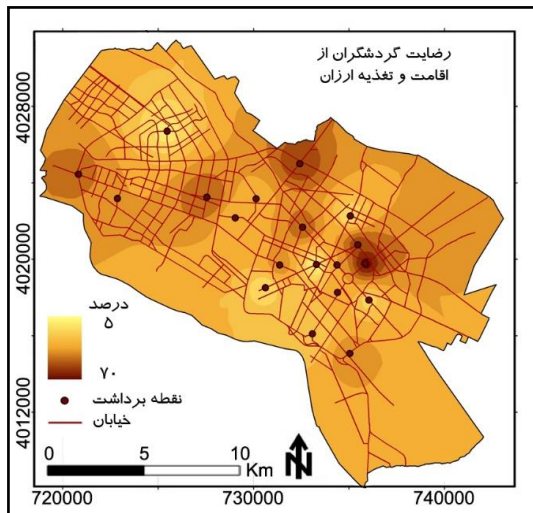 رضایت گردشگران از
اقامت و تغذیه ارزان
4028000
4020000
4012000
درصد
۵
۷۰
نقطه برداشت
خیابان
0 5 10
Km
N
720000 730000 740000